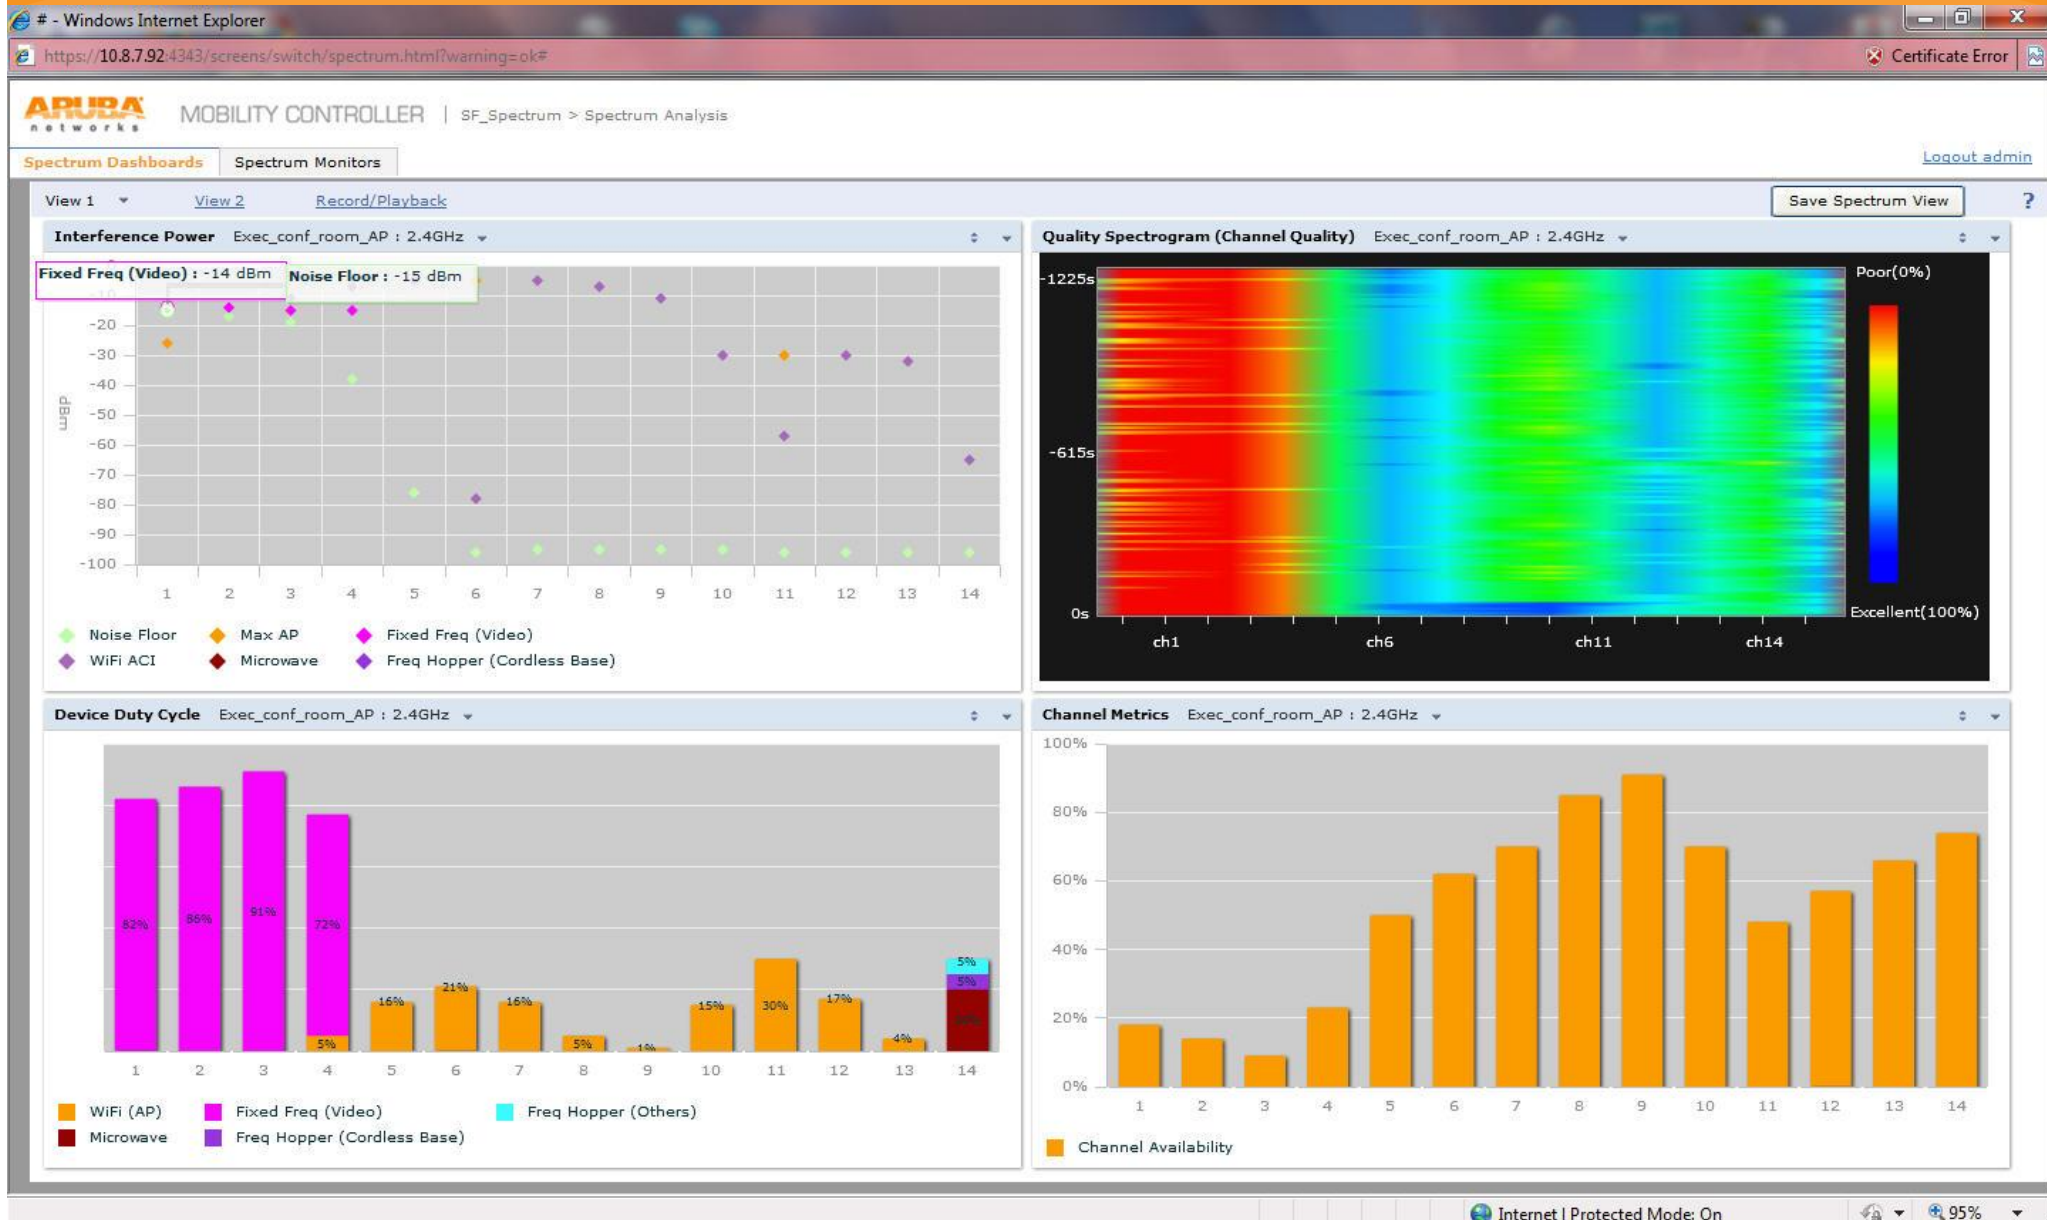 # - Windows Internet Explorer
https://10.8.7.92:4343/screens/switch/spectrum.html?warning=ok#
Certificate Error
ARUBA networks
MOBILITY CONTROLLER | SF_Spectrum > Spectrum Analysis
Spectrum Dashboards
Spectrum Monitors
Logout admin
View 1
View 2
Record/Playback
Save Spectrum View
?
Interference Power Exec_conf_room_AP : 2.4GHz
Fixed Freq (Video) : -14 dBm
Noise Floor : -15 dBm
-10
-20
-30
-40
-50
-60
-70
-80
-90
-100
dBm
1 2 3 4 5 6 7 8 9 10 11 12 13 14
Noise Floor Max AP Fixed Freq (Video)
WiFi ACI Microwave Freq Hopper (Cordless Base)
Quality Spectrogram (Channel Quality) Exec_conf_room_AP : 2.4GHz
-1225s
-615s
0s
ch1 ch6 ch11 ch14
Poor(0%)
Excellent(100%)
Device Duty Cycle Exec_conf_room_AP : 2.4GHz
82% 86% 91% 72%
5% 16% 21% 16% 5% 1% 15% 30% 17% 4%
5%
5%
1 2 3 4 5 6 7 8 9 10 11 12 13 14
WiFi (AP) Fixed Freq (Video) Freq Hopper (Others)
Microwave Freq Hopper (Cordless Base)
Channel Metrics Exec_conf_room_AP : 2.4GHz
100%
80%
60%
40%
20%
0%
1 2 3 4 5 6 7 8 9 10 11 12 13 14
Channel Availability
Internet | Protected Mode: On
95%